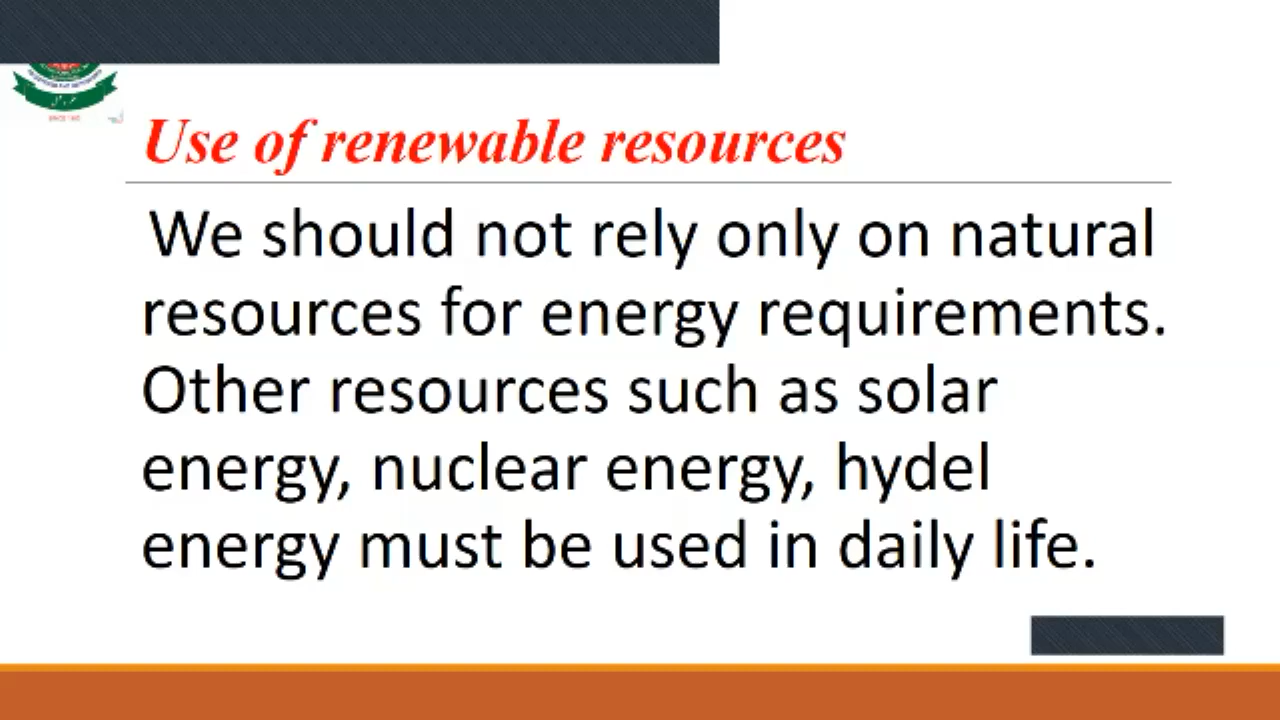 Use of renewable resources
We should not rely only on natural
resources for energy requirements.
Other resources such as solar
energy, nuclear energy, hydel
energy must be used in daily life.